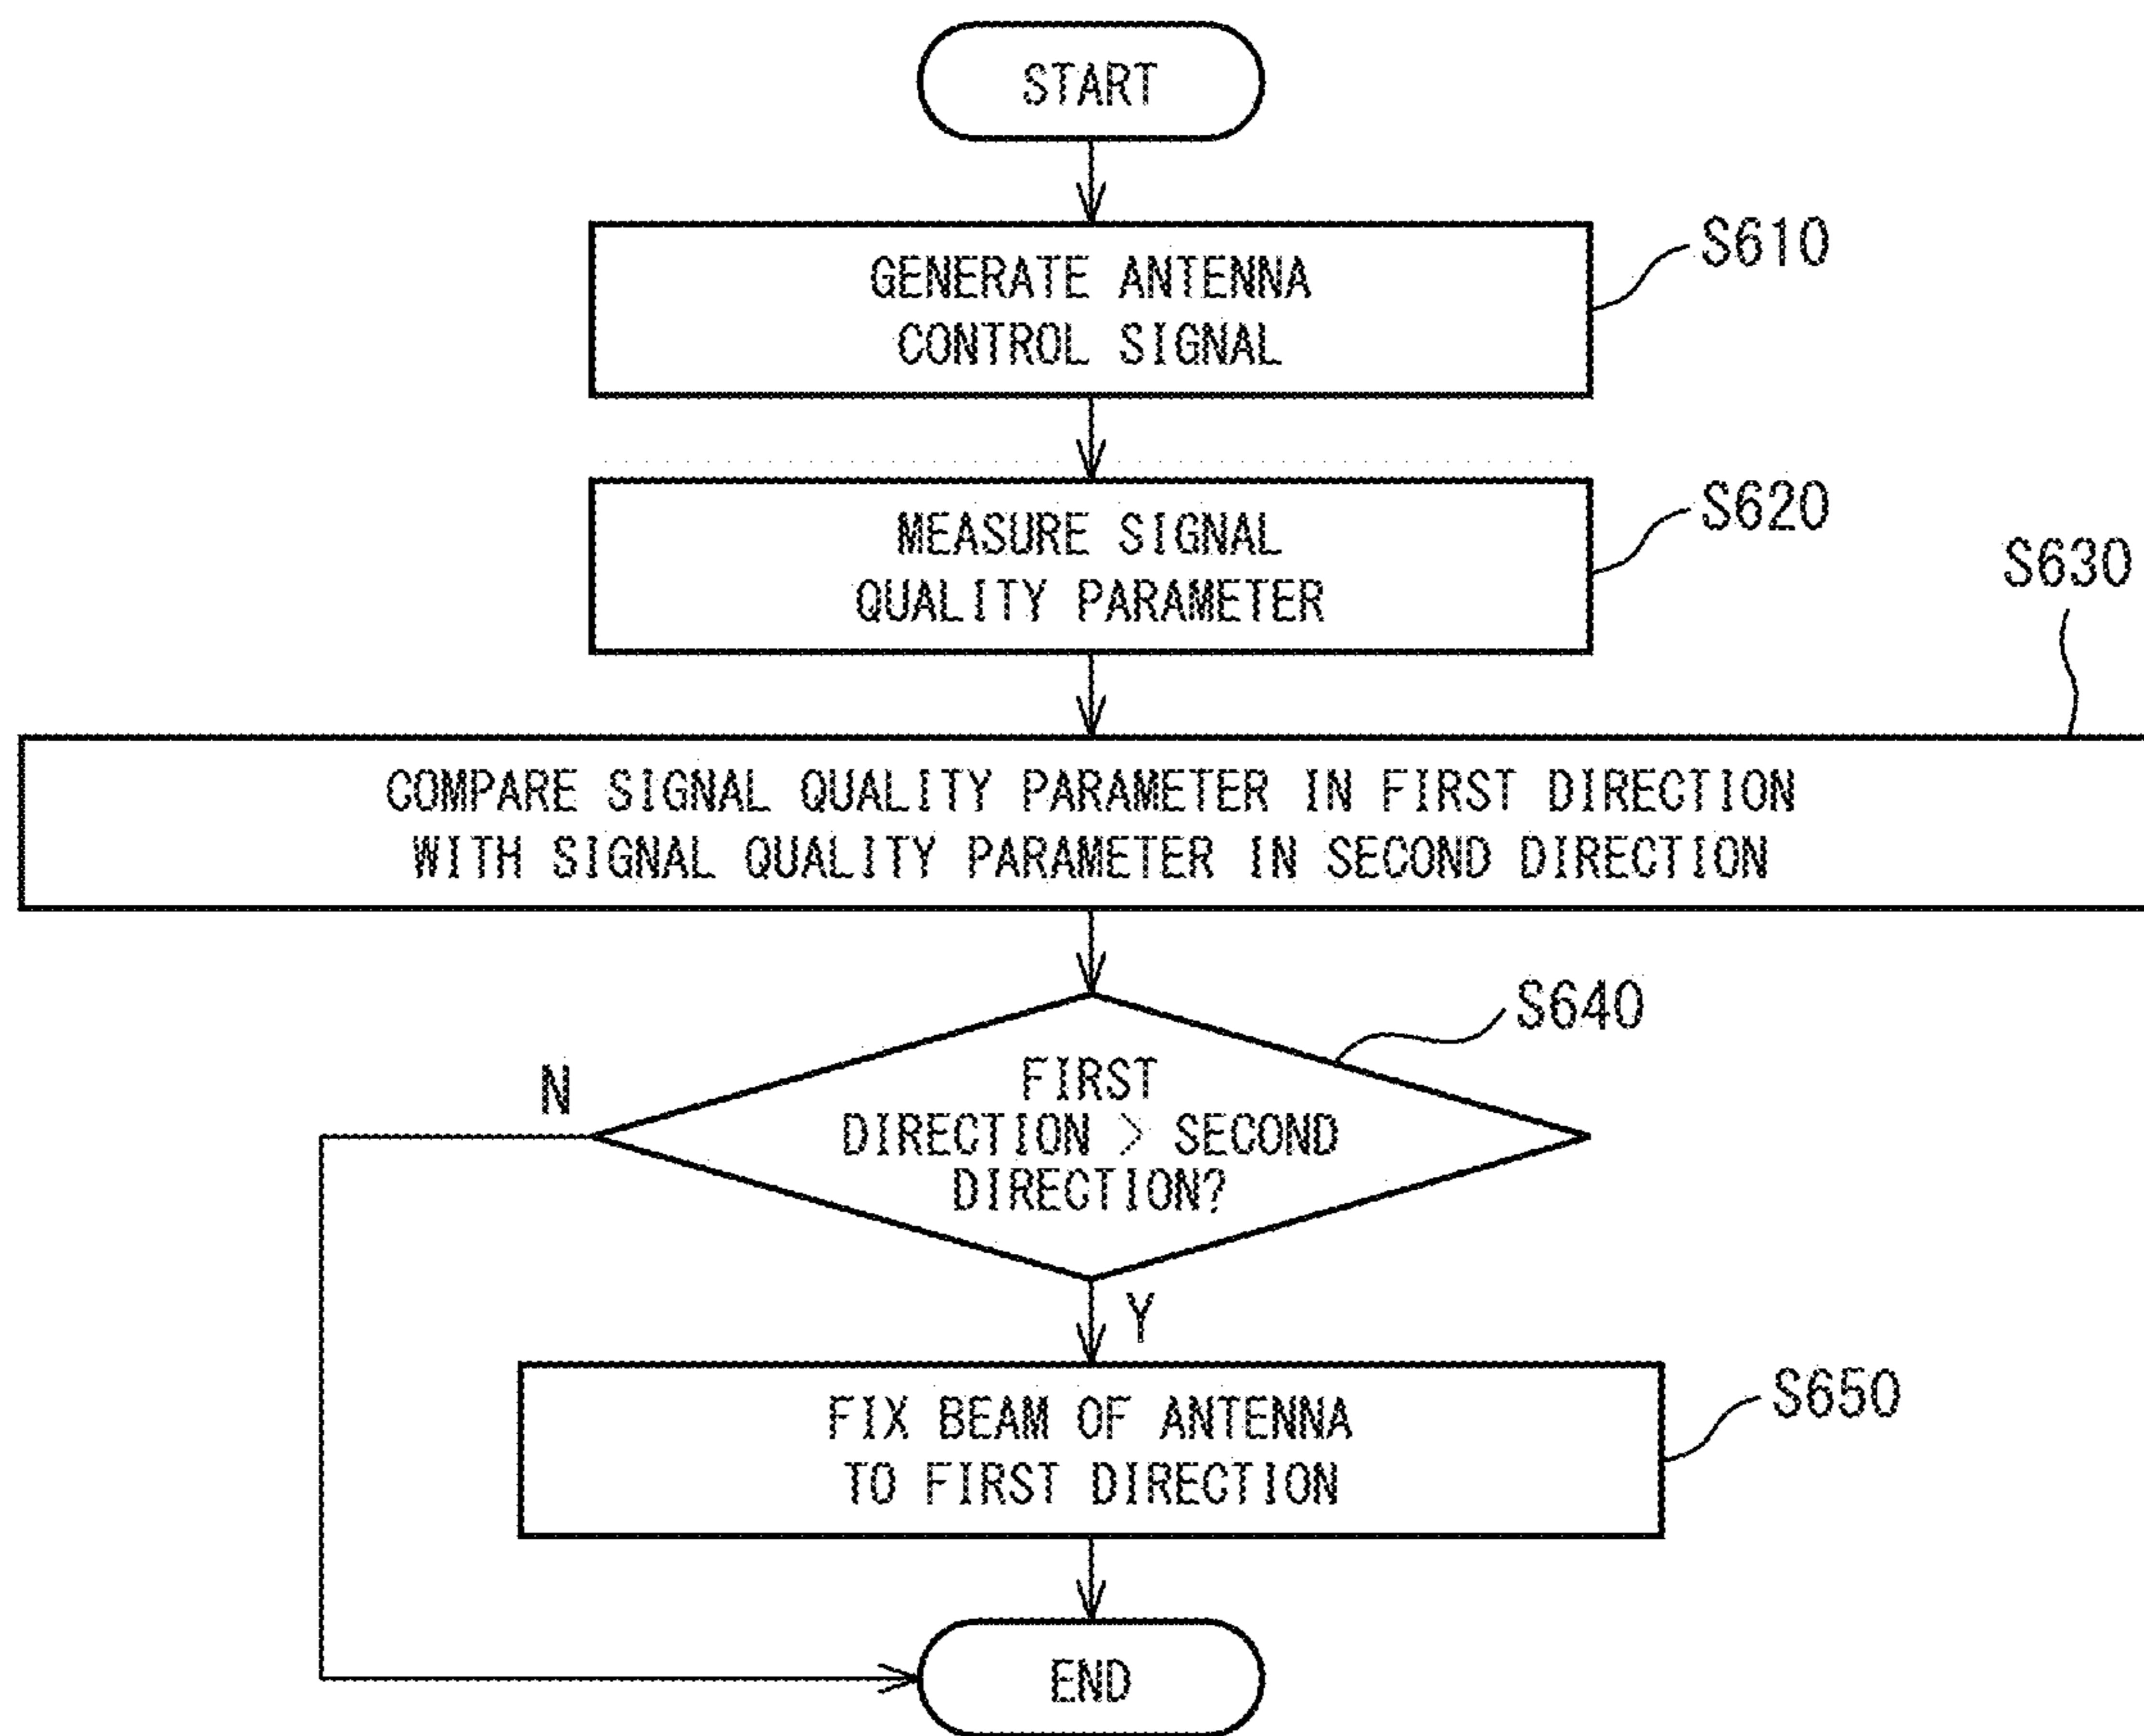 START
GENERATE ANTENNA
CONTROL SIGNAL
S610
MEASURE SIGNAL
QUALITY PARAMETER
S620
S630
COMPARE SIGNAL QUALITY PARAMETER IN FIRST DIRECTION
WITH SIGNAL QUALITY PARAMETER IN SECOND DIRECTION
S640
N
FIRST
DIRECTION > SECOND
DIRECTION?
Y
FIX BEAM OF ANTENNA
TO FIRST DIRECTION
S650
END